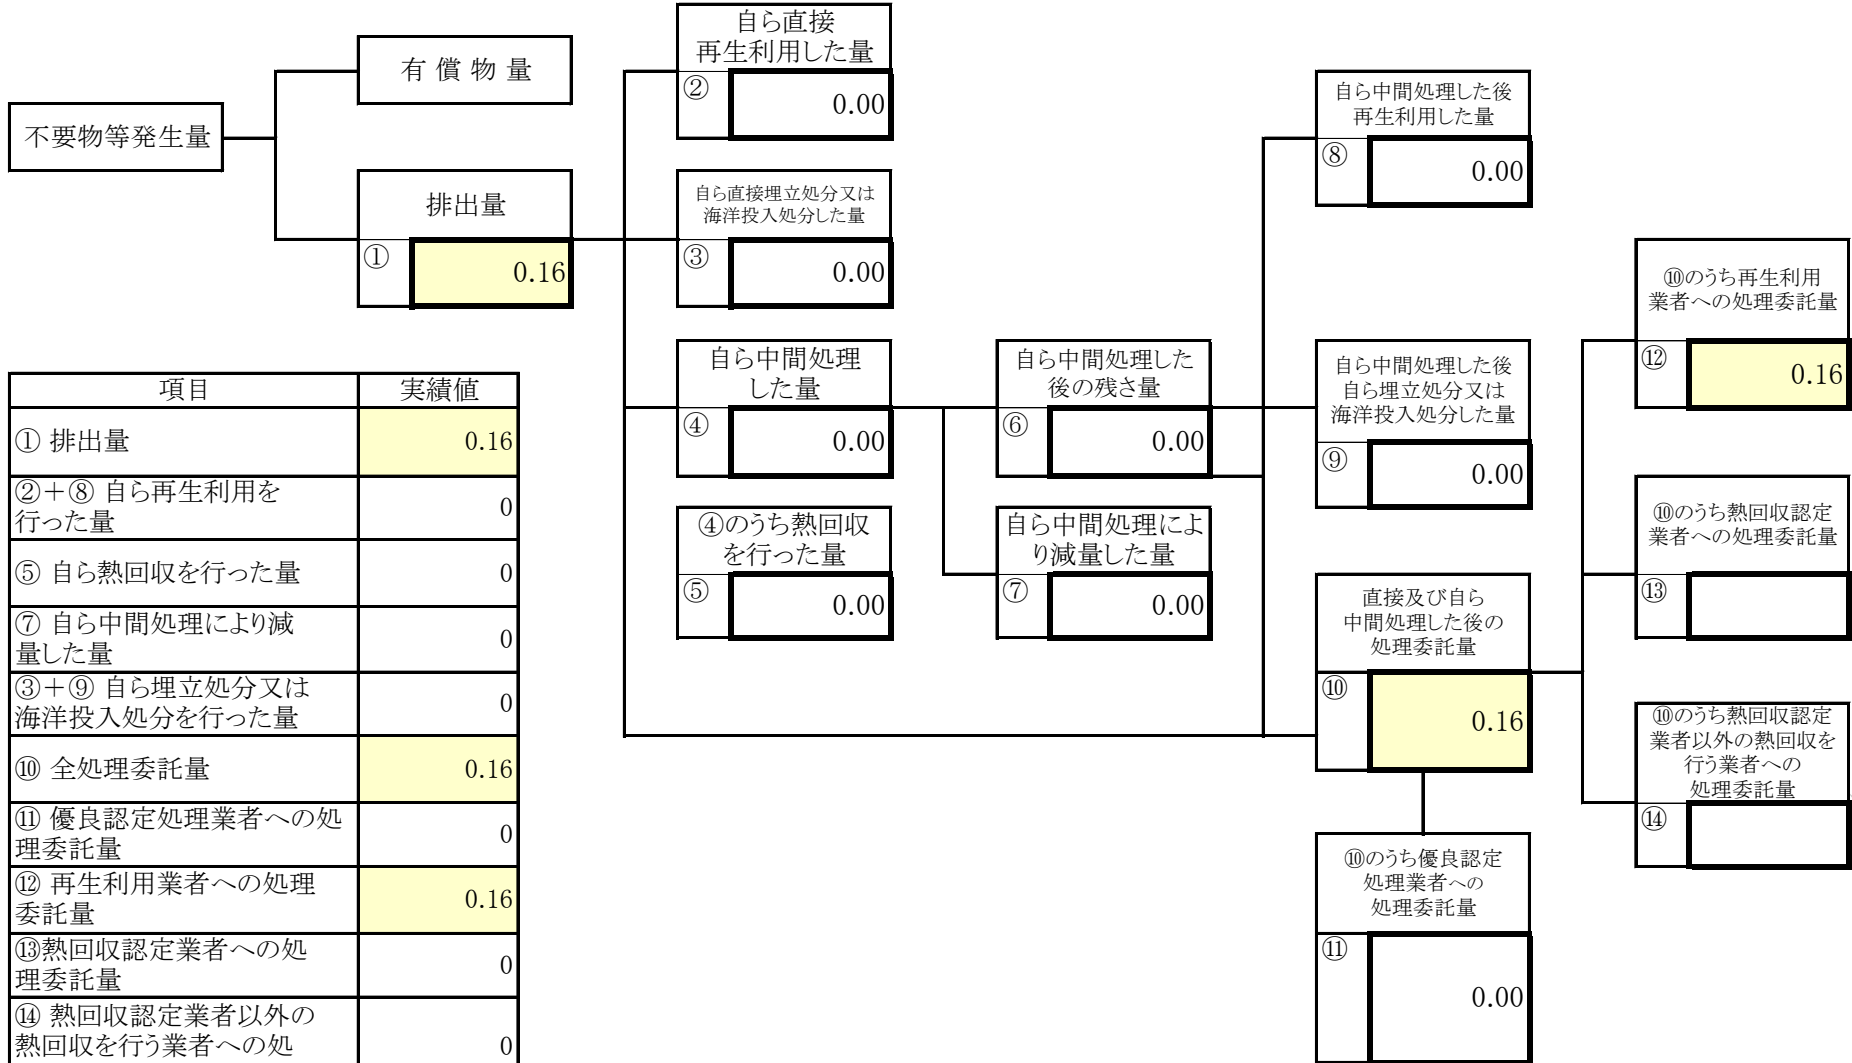 不要物等発生量
有 償 物 量
排出量
①
0.16
自ら直接
再生利用した量
②
0.00
自ら直接埋立処分又は
海洋投入処分した量
③
0.00
自ら中間処理
した量
④
0.00
④のうち熱回収
を行った量
⑤
0.00
自ら中間処理した
後の残さ量
⑥
0.00
自ら中間処理によ
り減量した量
⑦
0.00
自ら中間処理した後
再生利用した量
⑧
0.00
自ら中間処理した後
自ら埋立処分又は
海洋投入処分した量
⑨
0.00
直接及び自ら
中間処理した後の
処理委託量
⑩
0.16
⑩のうち優良認定
処理業者への
処理委託量
⑪
0.00
⑩のうち再生利用
業者への処理委託量
⑫
0.16
⑩のうち熱回収認定
業者への処理委託量
⑬
⑩のうち熱回収認定
業者以外の熱回収を
行う業者への
処理委託量
⑭
項目 実績値
① 排出量 0.16
②+⑧ 自ら再生利用を
行った量 0
⑤ 自ら熱回収を行った量 0
⑦ 自ら中間処理により減
量した量 0
③+⑨ 自ら埋立処分又は
海洋投入処分を行った量 0
⑩ 全処理委託量 0.16
⑪ 優良認定処理業者への処
理委託量 0
⑫ 再生利用業者への処理
委託量 0.16
⑬熱回収認定業者への処
理委託量 0
⑭ 熱回収認定業者以外の
熱回収を行う業者への処 0